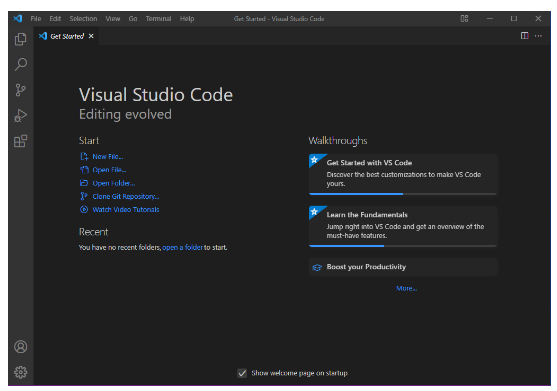 File Edit Selection View Go Terminal Help Get Started - Visual Studio Code
Get Started
Visual Studio Code
Editing evolved
Start
New File...
Open File...
Open Folder...
Clone Git Repository...
Watch Video Tutorials
Recent
You have no recent folders, open a folder to start.
Walkthroughs
Get Started with VS Code
Discover the best customizations to make VS Code
yours.
Learn the Fundamentals
Jump right into VS Code and get an overview of the
must-have features.
Boost your Productivity
More...
Show welcome page on startup